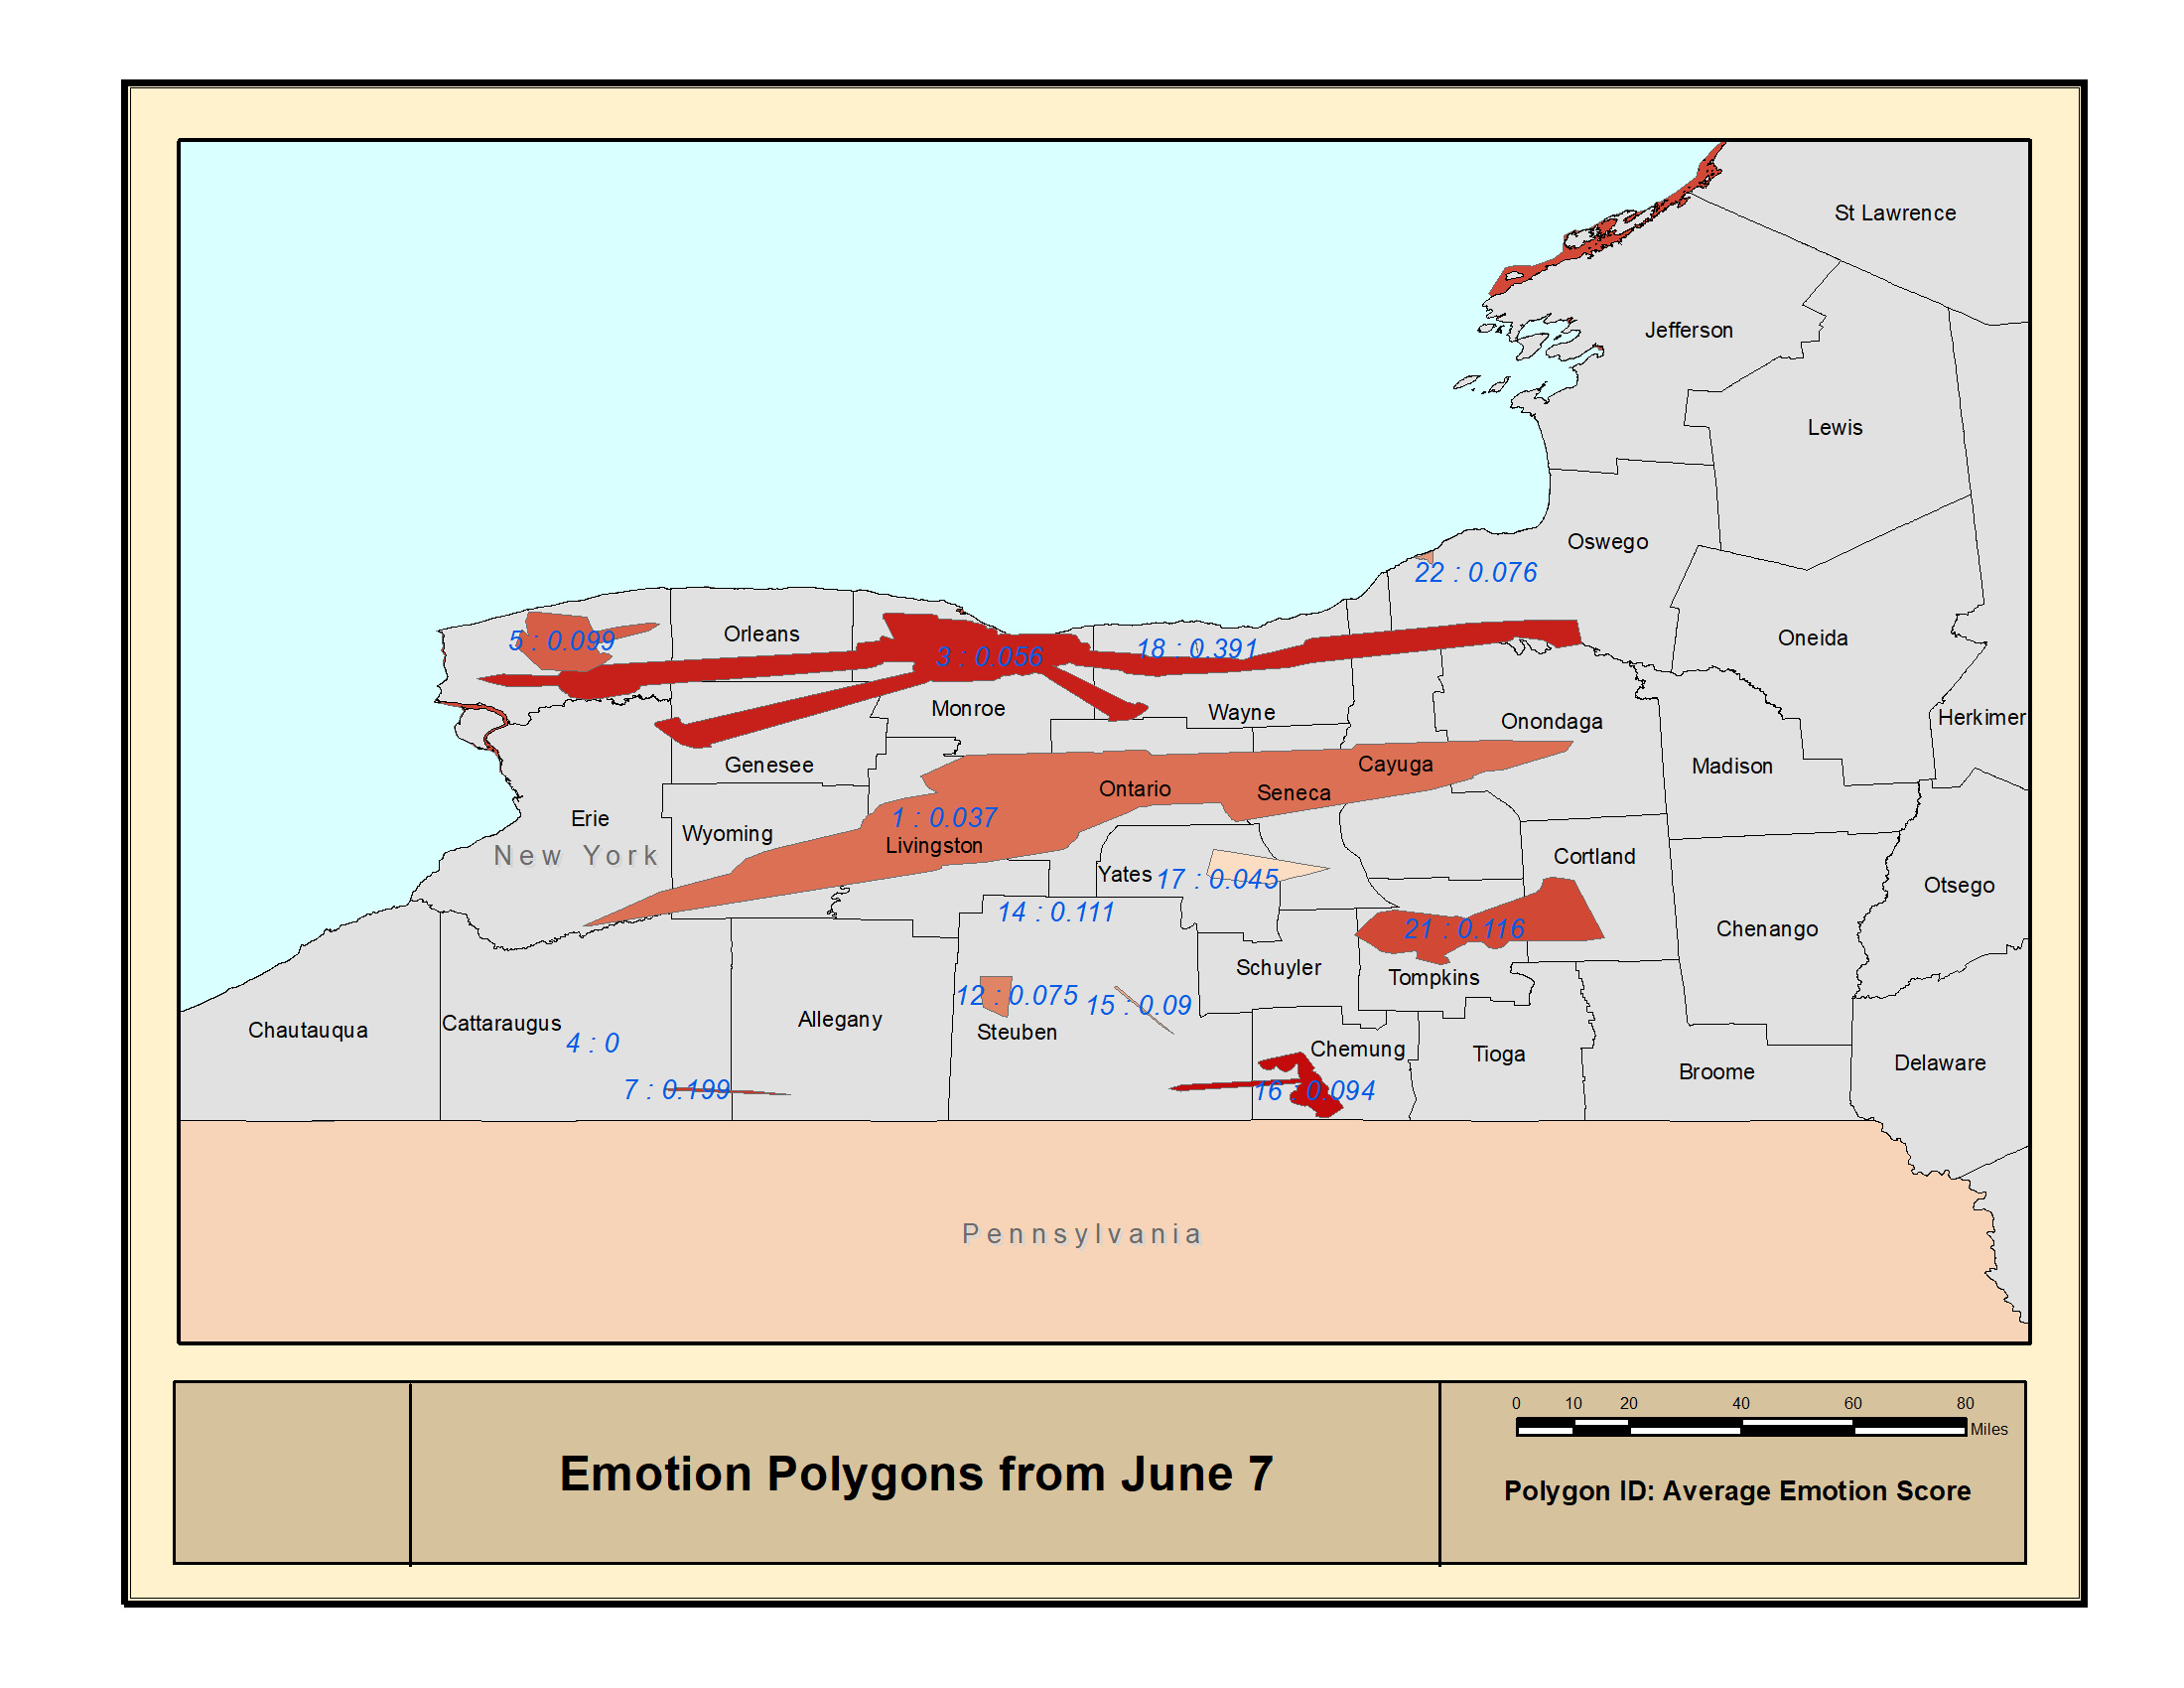 St Lawrence
Jefferson
Lewis
Oswego
22 : 0.076
5 : 0.099
Orleans
3 : 0.056
18 : 0.391
Oneida
Monroe
Wayne
Onondaga
Herkimer
Genesee
Cayuga
Madison
Ontario
Seneca
1 : 0.037
Erie
Wyoming
Livingston
New York
Cortland
Yates
17 : 0.045
Otsego
14 : 0.111
21 : 0.116
Chenango
Schuyler
Tompkins
12 : 0.075
15 : 0.09
Chautauqua
Cattaraugus
Allegany
Steuben
4 : 0
Chemung
Tioga
Broome
Delaware
7 : 0.199
16 : 0.094
Pennsylvania
0 10 20 40 60 80
Miles
Emotion Polygons from June 7
Polygon ID: Average Emotion Score